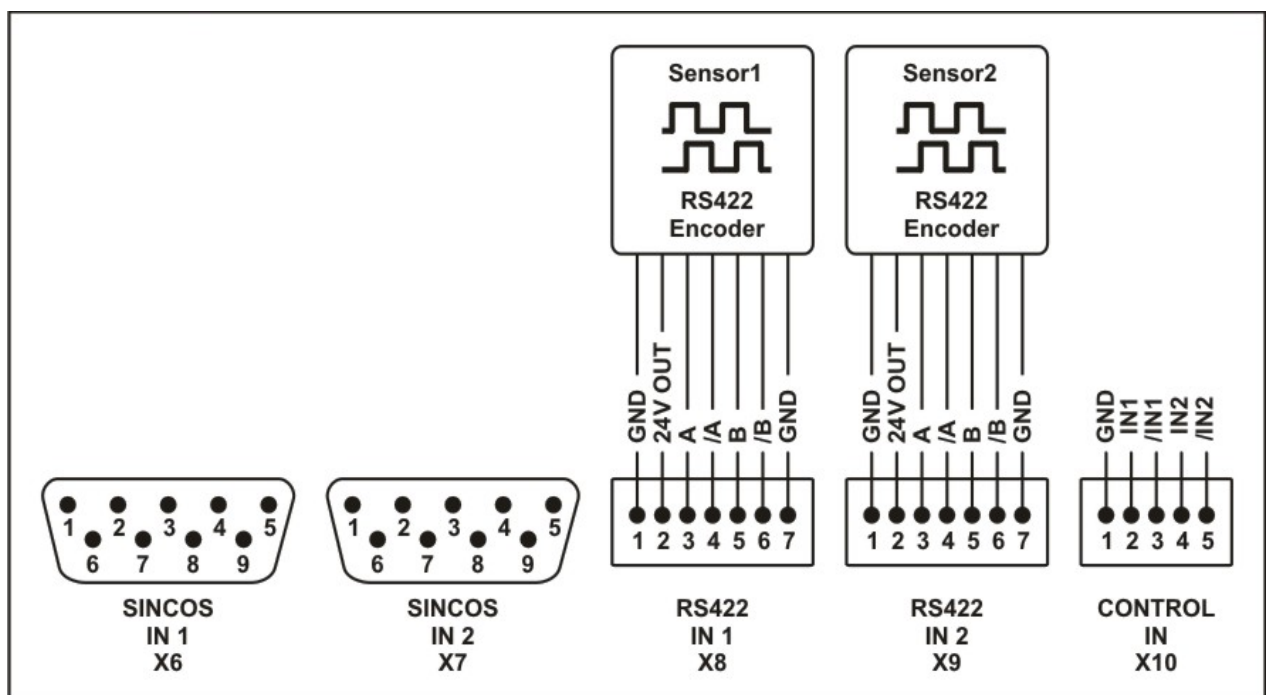 Sensor1
RS422
Encoder
Sensor2
RS422
Encoder
GND
24V OUT
A
/A
B
/B
GND
GND
24V OUT
A
/A
B
/B
GND
GND
IN1
/IN1
IN2
/IN2
1 2 3 4 5
6 7 8 9
SINCOS
IN 1
X6
1 2 3 4 5
6 7 8 9
SINCOS
IN 2
X7
1 2 3 4 5 6 7
RS422
IN 1
X8
1 2 3 4 5 6 7
RS422
IN 2
X9
1 2 3 4 5
CONTROL
IN
X10